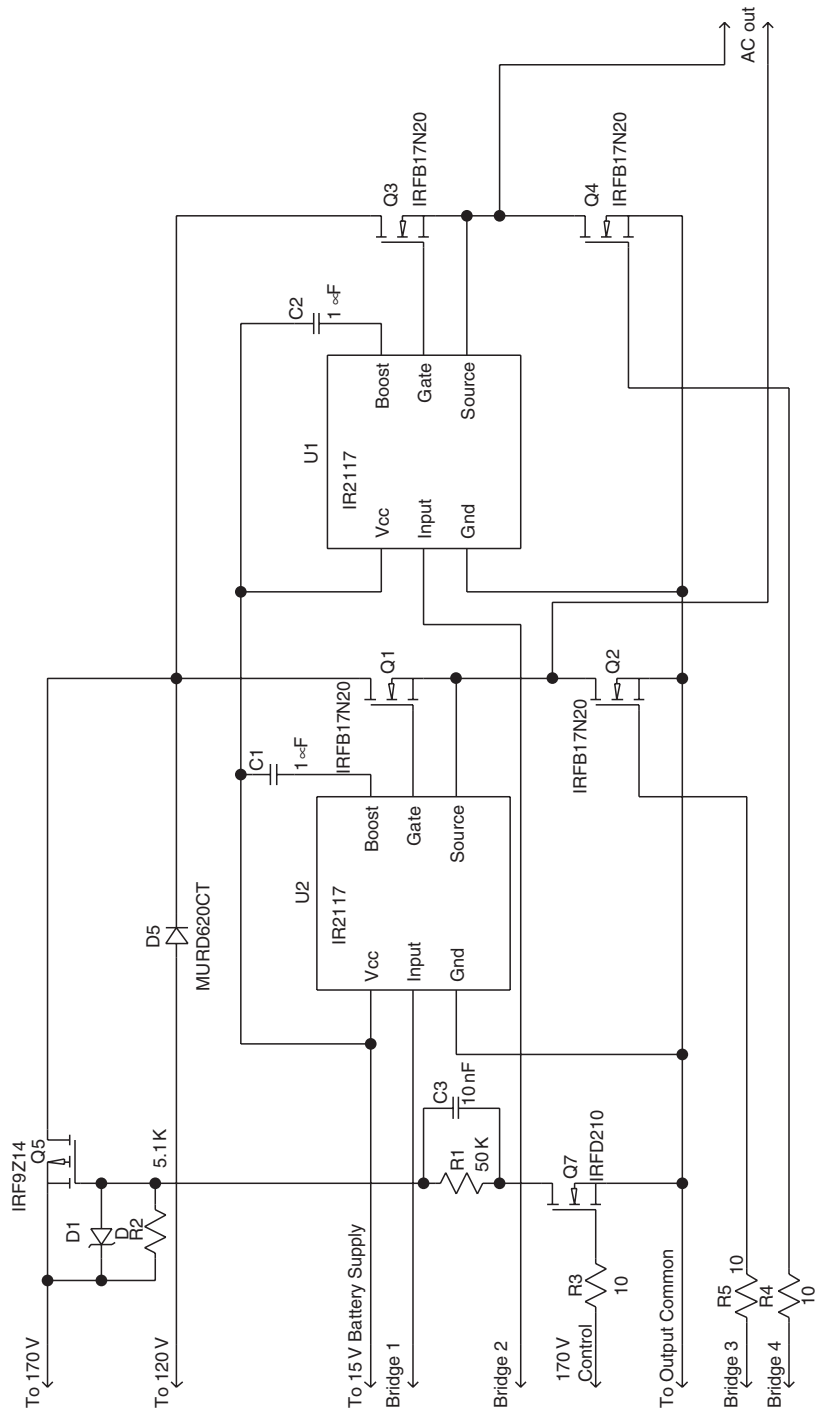 To 170 V
To 120 V
To 15 V Battery Supply
Bridge 1
Bridge 2
170 V
Control
To Output Common
Bridge 3
Bridge 4
IRF9Z14
Q5
D1
D
R2
5.1 K
C3
10 nF
R1
50 K
Q7
IRFD210
R3
10
R5
10
R4
10
D5
MURD620CT
U2
IR2117
Vcc
Input
Gnd
Boost
Gate
Source
C1
1 ∝F
IRFB17N20
Q1
IRFB17N20
Q2
U1
IR2117
Vcc
Input
Gnd
Boost
Gate
Source
C2
1 ∝F
Q3
IRFB17N20
Q4
IRFB17N20
AC out